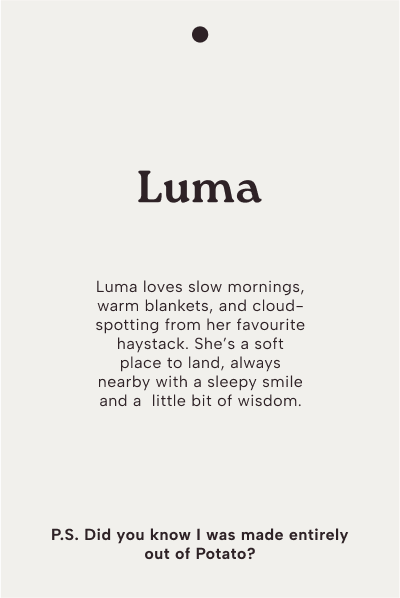 Luma
Luma loves slow mornings,
warm blankets, and cloud-
spotting from her favourite
haystack. She's a soft
place to land, always
nearby with a sleepy smile
and a  little bit of wisdom.
P.S. Did you know I was made entirely
out of Potato?